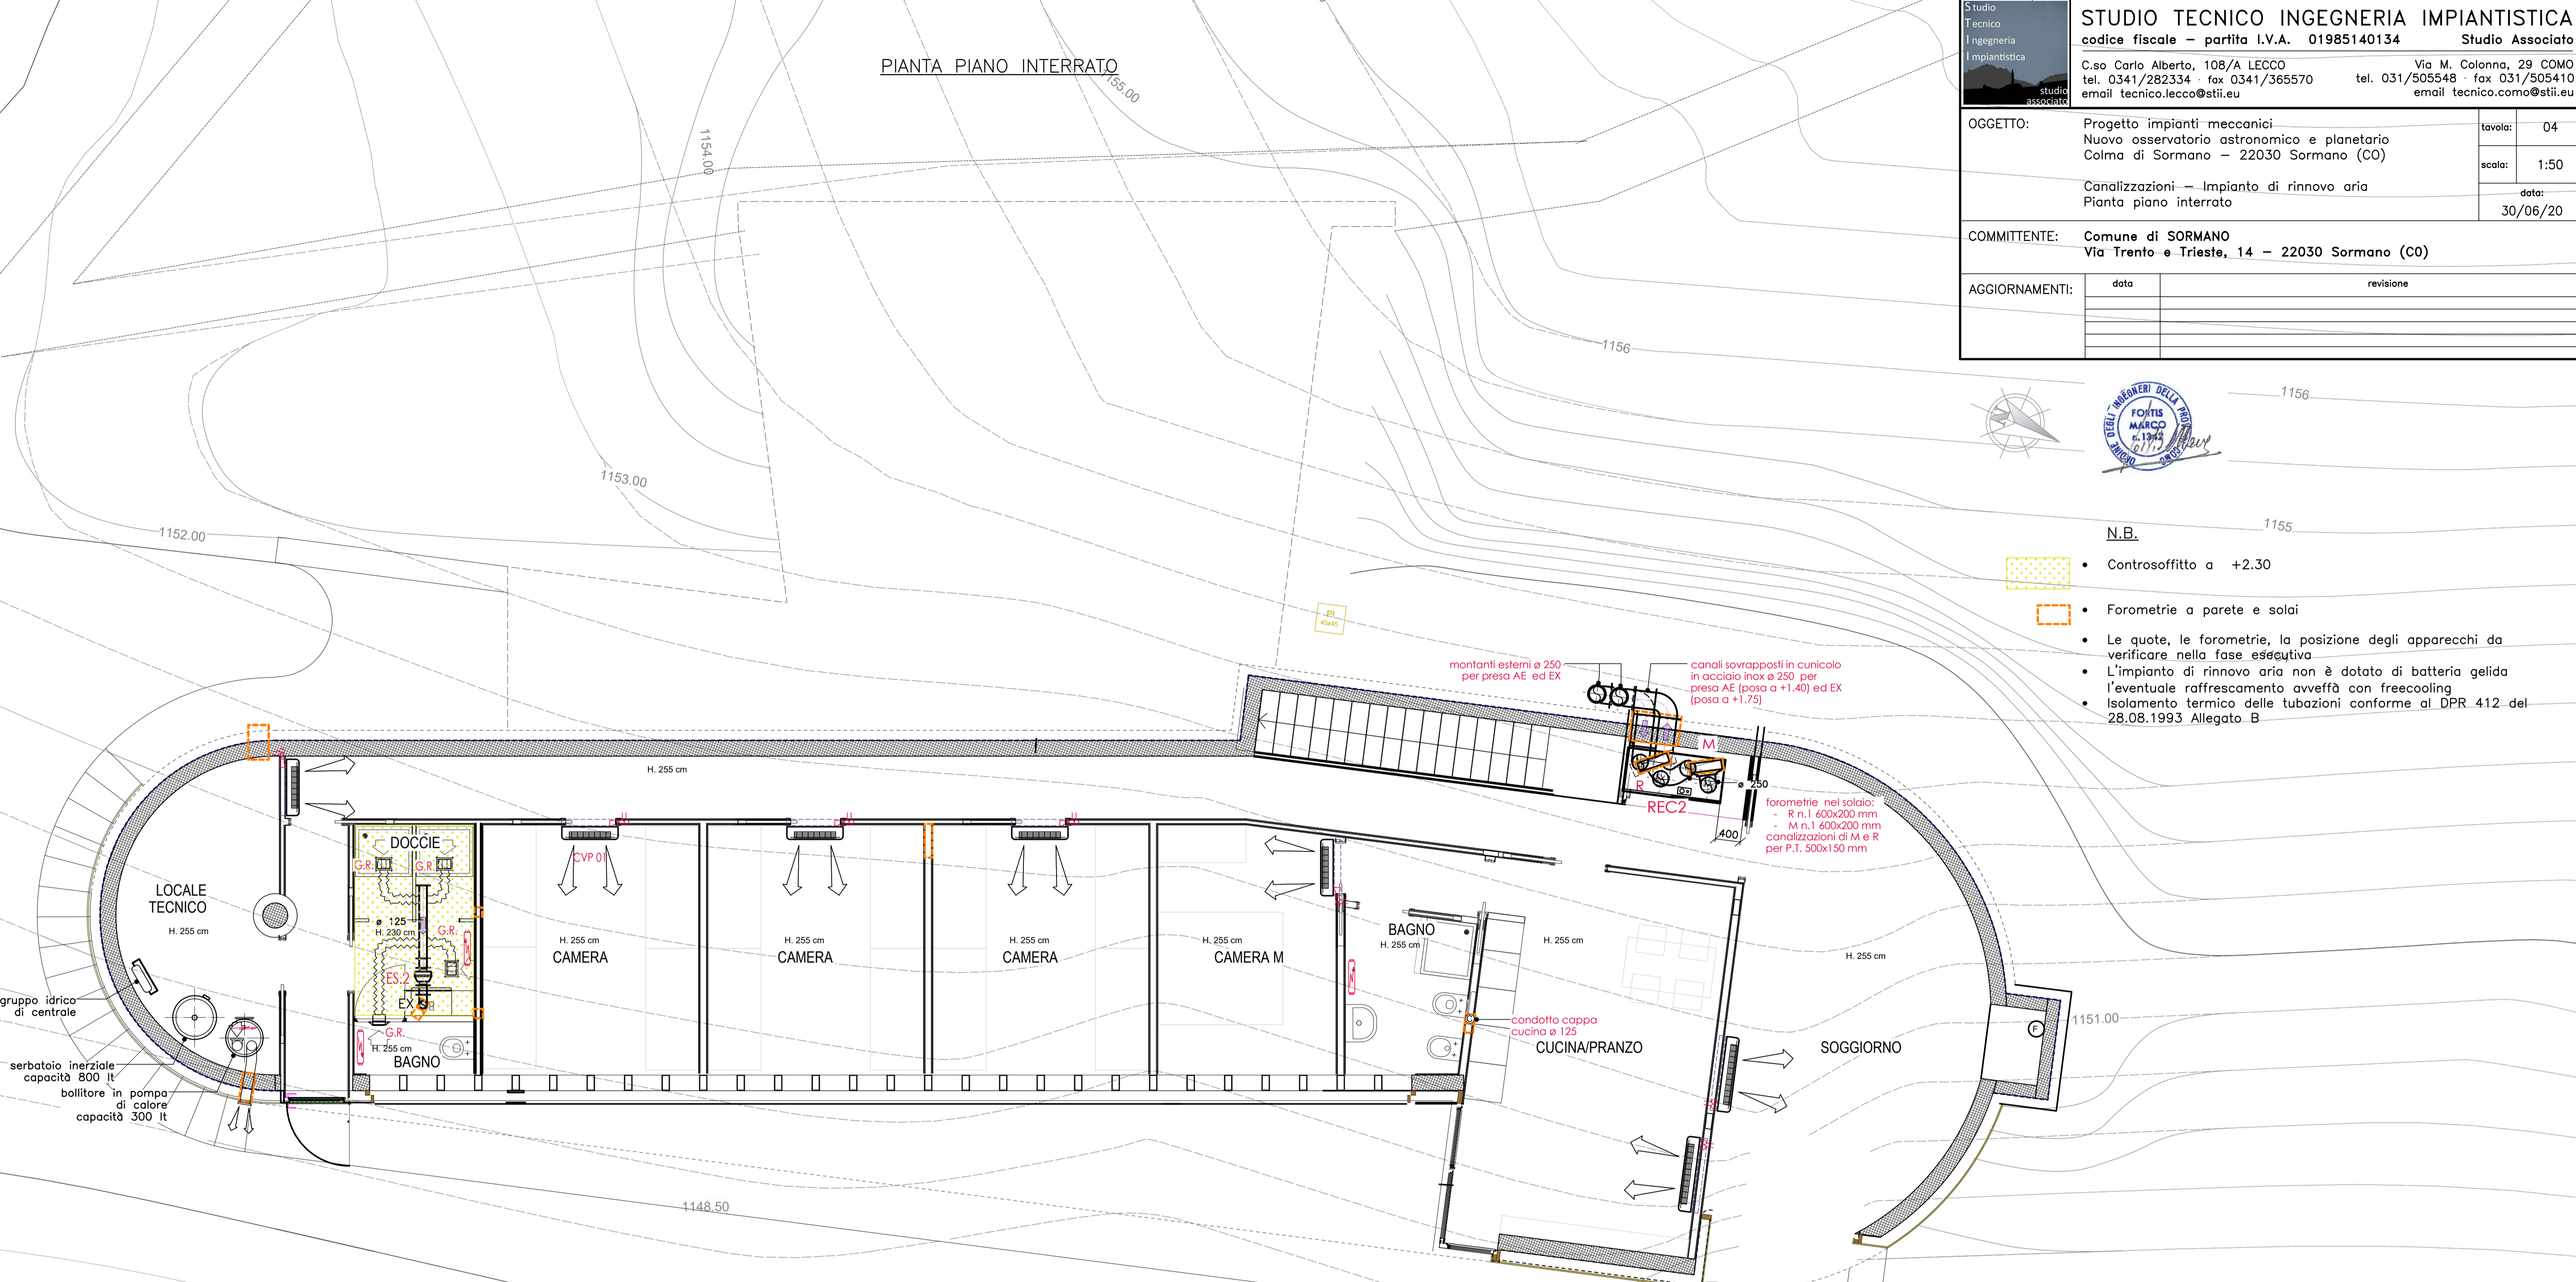 PIANTA PIANO INTERRATO
Studio
Tecnico
Ingegneria
Impiantistica
studio
associato
STUDIO TECNICO INGEGNERIA IMPIANTISTICA
codice fiscale – partita I.V.A. 01985140134
Studio Associato
C.so Carlo Alberto, 108/A LECCO
tel. 0341/282334 · fax 0341/365570
email tecnico.lecco@stii.eu
Via M. Colonna, 29 COMO
tel. 031/505548 · fax 031/505410
email tecnico.como@stii.eu
OGGETTO:
Progetto impianti meccanici
Nuovo osservatorio astronomico e planetario
Colma di Sormano – 22030 Sormano (CO)
Canalizzazioni – Impianto di rinnovo aria
Pianta piano interrato
tavola: 04
scala: 1:50
data:
30/06/20
COMMITTENTE:
Comune di SORMANO
Via Trento e Trieste, 14 – 22030 Sormano (CO)
AGGIORNAMENTI:
data
revisione
ORDINE DEGLI INGEGNERI DELLA
FONTIS
MARCO
n.1342
COMO
N.B.
• Controsoffitto a +2.30
• Forometrie a parete e solai
• Le quote, le forometrie, la posizione degli apparecchi da
verificare nella fase esecutiva
• L'impianto di rinnovo aria non è dotato di batteria gelida
l'eventuale raffrescamento avveffà con freecooling
• Isolamento termico delle tubazioni conforme al DPR 412 del
28.08.1993 Allegato B
1155.00
1154.00
1153.00
1152.00
1156
1156
1155
1151.00
1148.50
PI
45x45
montanti esterni ø 250
per presa AE ed EX
canali sovrapposti in cunicolo
in acciaio inox ø 250 per
presa AE (posa a +1.40) ed EX
(posa a +1.75)
M
R
ø 250
REC2
400
forometrie nel solaio:
- R n.1 600x200 mm
- M n.1 600x200 mm
canalizzazioni di M e R
per P.T. 500x150 mm
H. 255 cm
LOCALE
TECNICO
H. 255 cm
DOCCIE
G.R.
G.R.
ø 125
H. 230 cm
G.R.
ES.2
EX
G.R.
H. 255 cm
BAGNO
CVP 01
H. 255 cm
CAMERA
H. 255 cm
CAMERA
H. 255 cm
CAMERA
H. 255 cm
CAMERA M
BAGNO
H. 255 cm
H. 255 cm
condotto cappa
cucina ø 125
CUCINA/PRANZO
H. 255 cm
SOGGIORNO
F
gruppo idrico
di centrale
serbatoio inerziale
capacità 800 lt
bollitore in pompa
di calore
capacità 300 lt